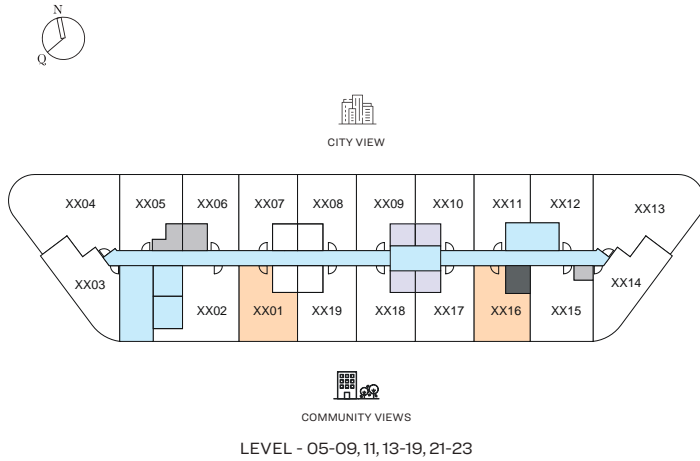 N
Q
CITY VIEW
XX04 XX05 XX06 XX07 XX08 XX09 XX10 XX11 XX12 XX13
XX03 XX02 XX01 XX19 XX18 XX17 XX16 XX15 XX14
COMMUNITY VIEWS
LEVEL - 05-09, 11, 13-19, 21-23